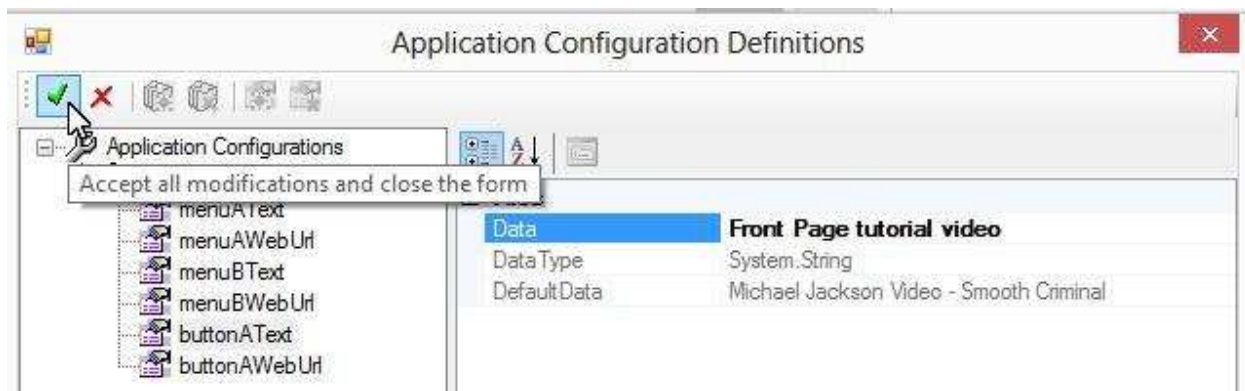 Application Configuration Definitions
Application Configurations
Accept all modifications and close the form
menuAText
menuAWebUrl
menuBText
menuBWebUrl
buttonAText
buttonAWebUrl
Data Front Page tutorial video
DataType System.String
DefaultData Michael Jackson Video - Smooth Criminal